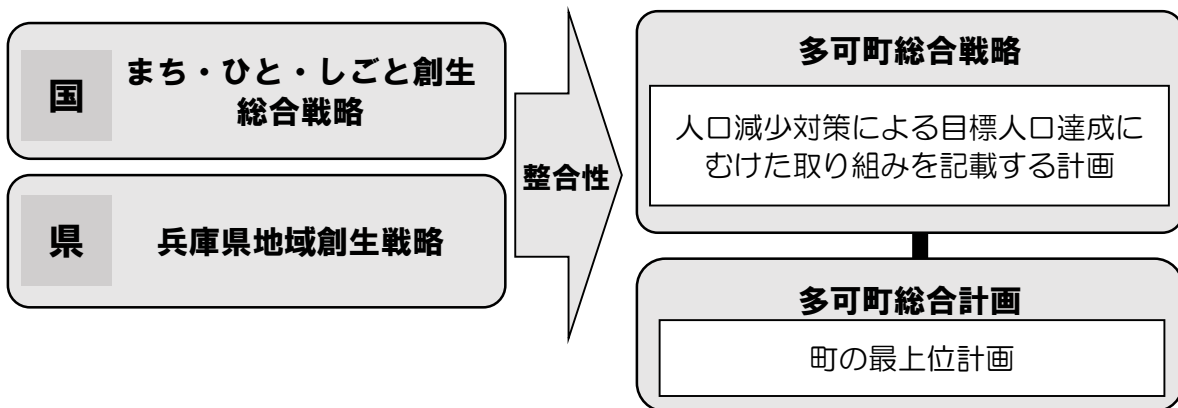 国
まち・ひと・しごと創生
総合戦略
県
兵庫県地域創生戦略
整合性
多可町総合戦略
人口減少対策による目標人口達成に
むけた取り組みを記載する計画
多可町総合計画
町の最上位計画